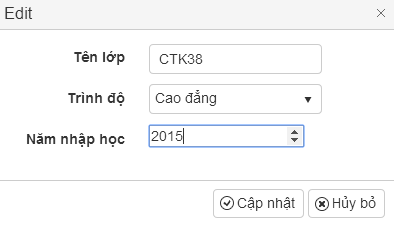 Edit
Tên lớp CTK38
Trình độ Cao đẳng
Năm nhập học 2015
Cập nhật Hủy bỏ